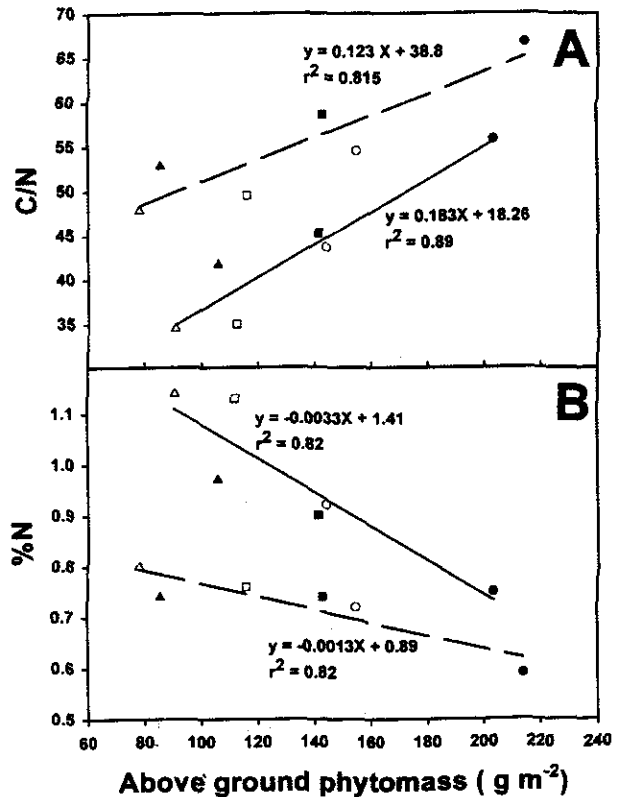 A
70
65
60
55
50
45
40
35
C/N
y = 0.123 X + 38.8
r² = 0.815
y = 0.183X + 18.26
r² = 0.89
B
1.1
1.0
0.9
0.8
0.7
0.6
0.5
%N
y = -0.0033X + 1.41
r² = 0.82
y = -0.0013X + 0.89
r² = 0.82
60 80 100 120 140 160 180 200 220 240
Above ground phytomass ( g m⁻²)